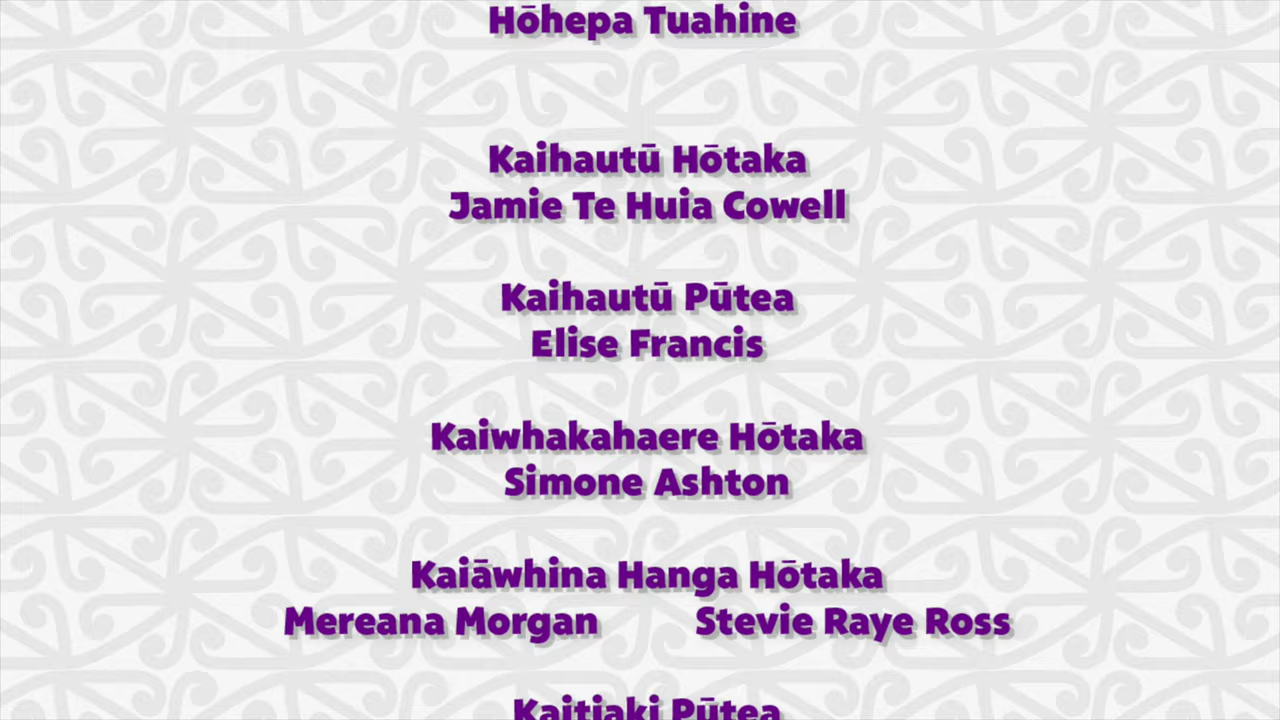 Hōhepa Tuahine
Kaihautū Hōtaka
Jamie Te Huia Cowell
Kaihautū Pūtea
Elise Francis
Kaiwhakahaere Hōtaka
Simone Ashton
Kaiāwhina Hanga Hōtaka
Mereana Morgan Stevie Raye Ross
Kaitiaki Pūtea